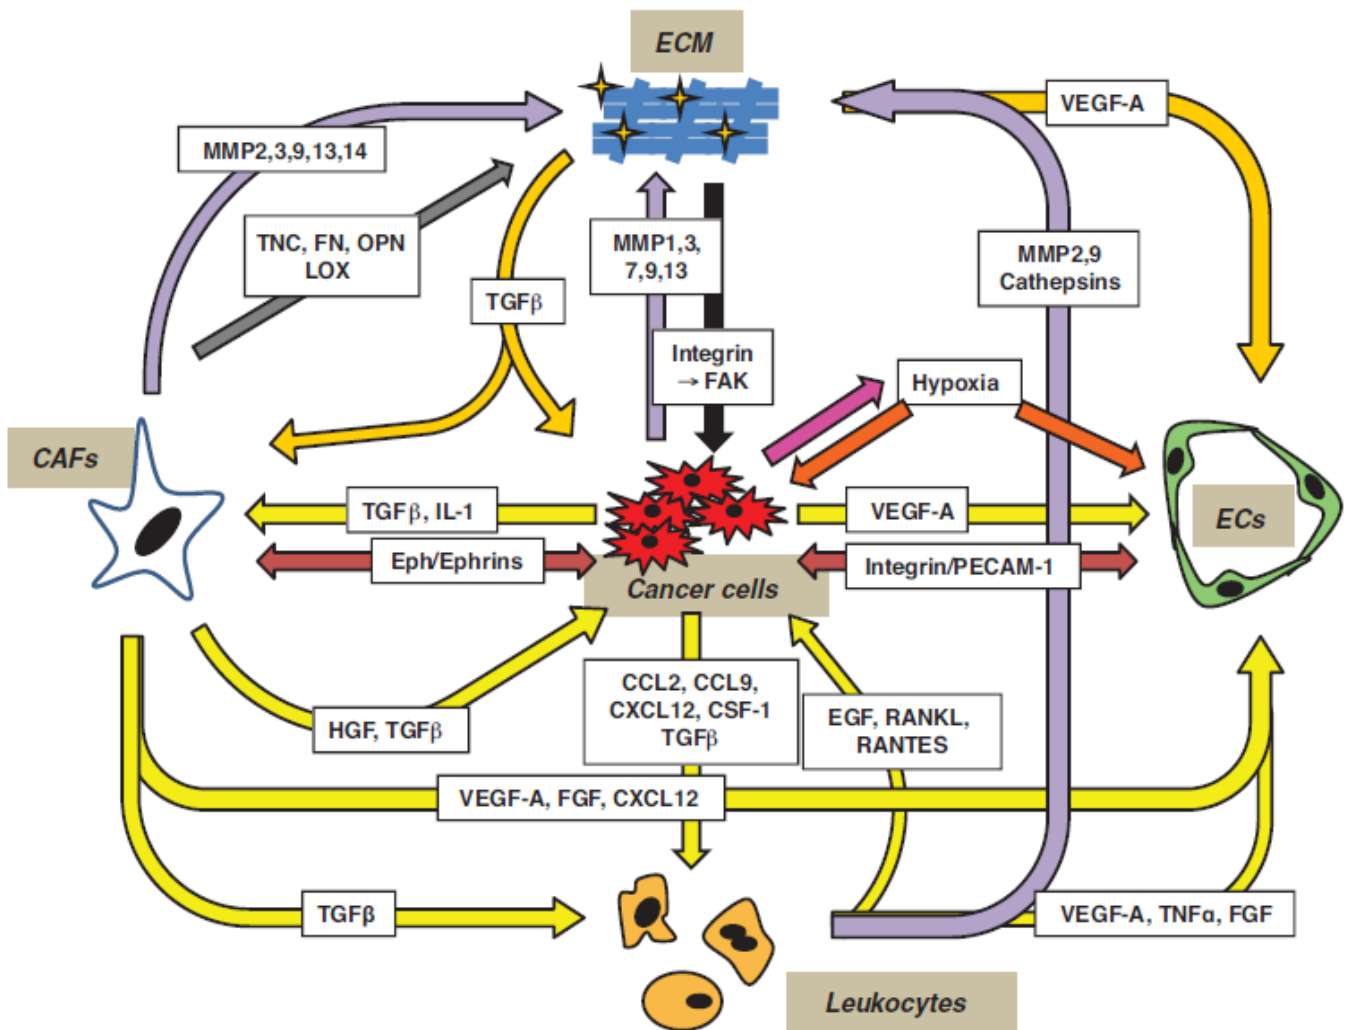 ECM
VEGF-A
MMP2,3,9,13,14
TNC, FN, OPN
LOX
MMP1,3,
7,9,13
MMP2,9
Cathepsins
TGFβ
Integrin
→ FAK
Hypoxia
CAFs
TGFβ, IL-1
VEGF-A
ECs
Eph/Ephrins
Integrin/PECAM-1
Cancer cells
CCL2, CCL9,
CXCL12, CSF-1
TGFβ
EGF, RANKL,
RANTES
HGF, TGFβ
VEGF-A, FGF, CXCL12
TGFβ
VEGF-A, TNFα, FGF
Leukocytes